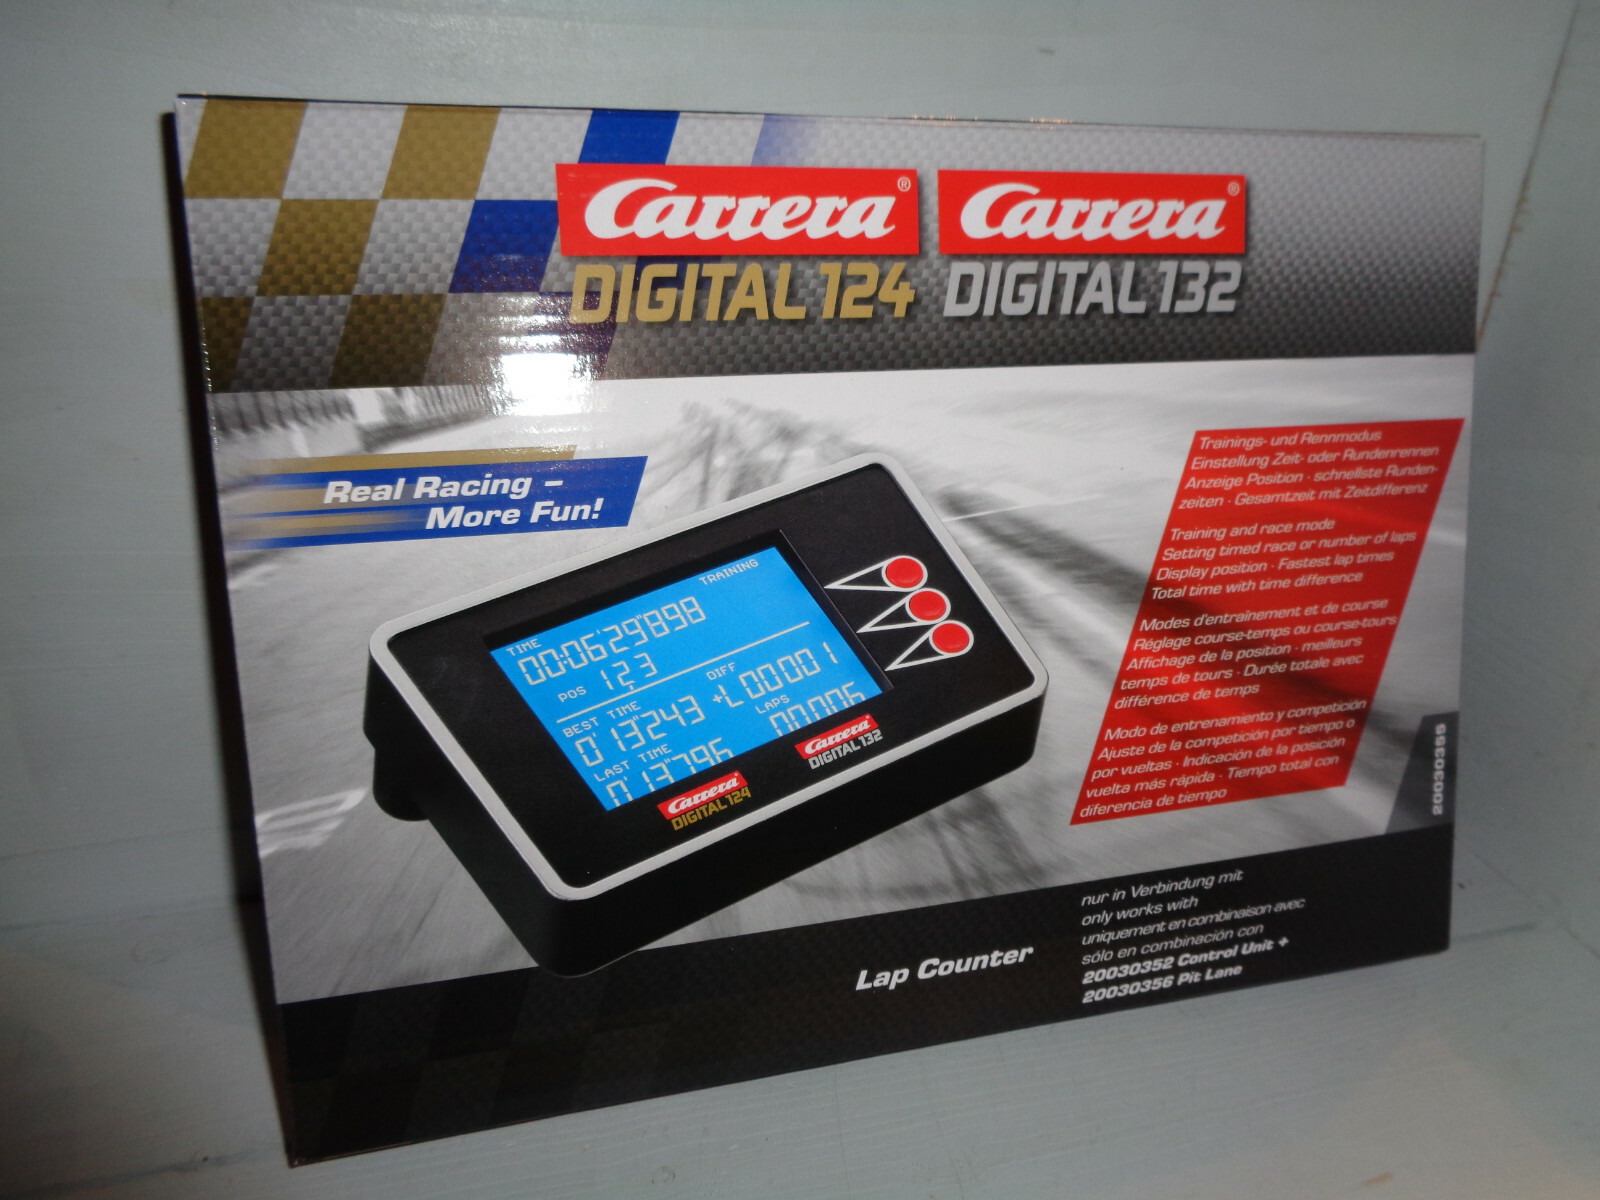 Carrera®
DIGITAL 124
Carrera®
DIGITAL 132
Real Racing –
More Fun!
Trainings- und Rennmodus
Einstellung Zeit- oder Rundenrennen
Anzeige Position · schnellste Runden-
zeiten · Gesamtzeit mit Zeitdifferenz
Training and race mode
Setting timed race or number of laps
Display position · Fastest lap times
Total time with time difference
Modes d'entraînement et de course
Réglage course-temps ou course-tours
Affichage de la position · meilleurs
temps de tours · Durée totale avec
différence de temps
Modo de entrenamiento y competición
Ajuste de la competición por tiempo o
por vueltas · Indicación de la posición
vuelta más rápida · Tiempo total con
diferencia de tiempo
20030355
TRAINING
TIME
00:06'29"898
POS 1,2,3
BEST TIME DIFF
0'13"243 +L00001
LAST TIME LAPS
0'13"796 00006
Carrera
DIGITAL 124
Carrera
DIGITAL 132
Lap Counter
nur in Verbindung mit
only works with
uniquement en combinaison avec
sólo en combinación con
20030352 Control Unit +
20030356 Pit Lane